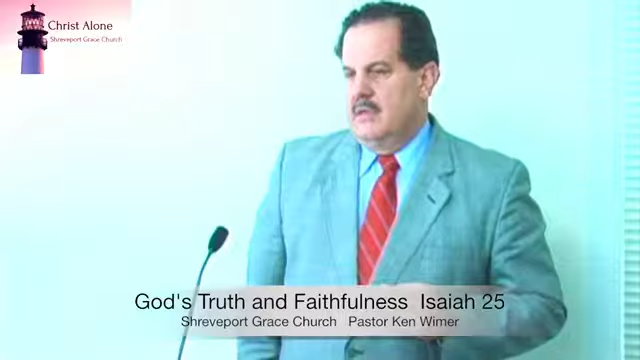 Christ Alone
Shreveport Grace Church
God's Truth and Faithfulness Isaiah 25
Shreveport Grace Church Pastor Ken Wimer